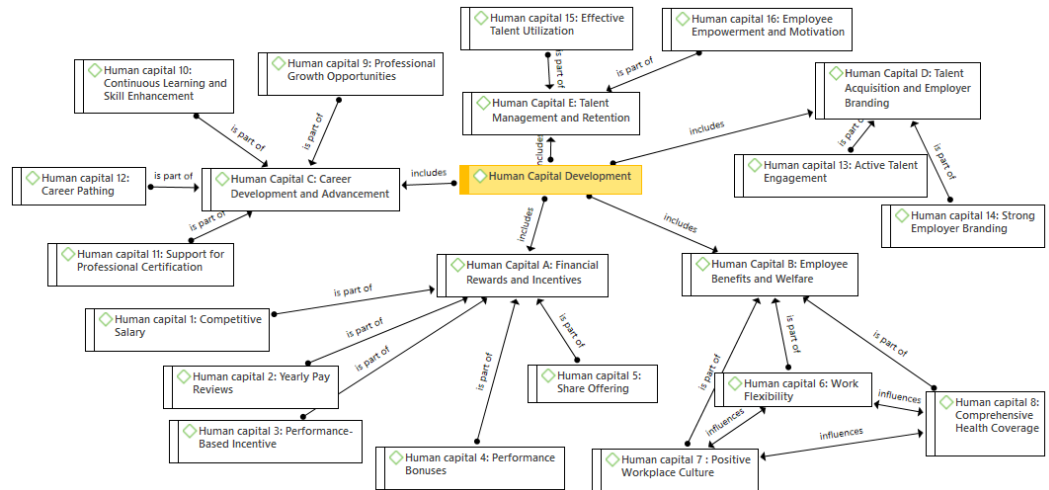 Human capital 15: Effective
Talent Utilization
Human capital 16: Employee
Empowerment and Motivation
Human capital 9: Professional
Growth Opportunities
Human capital 10:
Continuous Learning and
Skill Enhancement
Human Capital D: Talent
Acquisition and Employer
Branding
is part of
is part of
Human Capital E: Talent
Management and Retention
includes
is part of
is part of
is part of
includes
Human capital 12:
Career Pathing
is part of
Human Capital C: Career
Development and Advancement
includes
Human Capital Development
Human capital 13: Active Talent
Engagement
is part of
Human capital 14: Strong
Employer Branding
is part of
Human capital 11: Support for
Professional Certification
includes
includes
Human Capital A: Financial
Rewards and Incentives
Human Capital B: Employee
Benefits and Welfare
is part of
Human capital 1: Competitive
Salary
is part of
is part of
is part of
is part of
is part of
is part of
is part of
Human capital 2: Yearly Pay
Reviews
Human capital 5:
Share Offering
Human capital 6: Work
Flexibility
influences
Human capital 8:
Comprehensive
Health Coverage
Human capital 3: Performance-
Based Incentive
influences
influences
Human capital 4: Performance
Bonuses
Human capital 7 : Positive
Workplace Culture